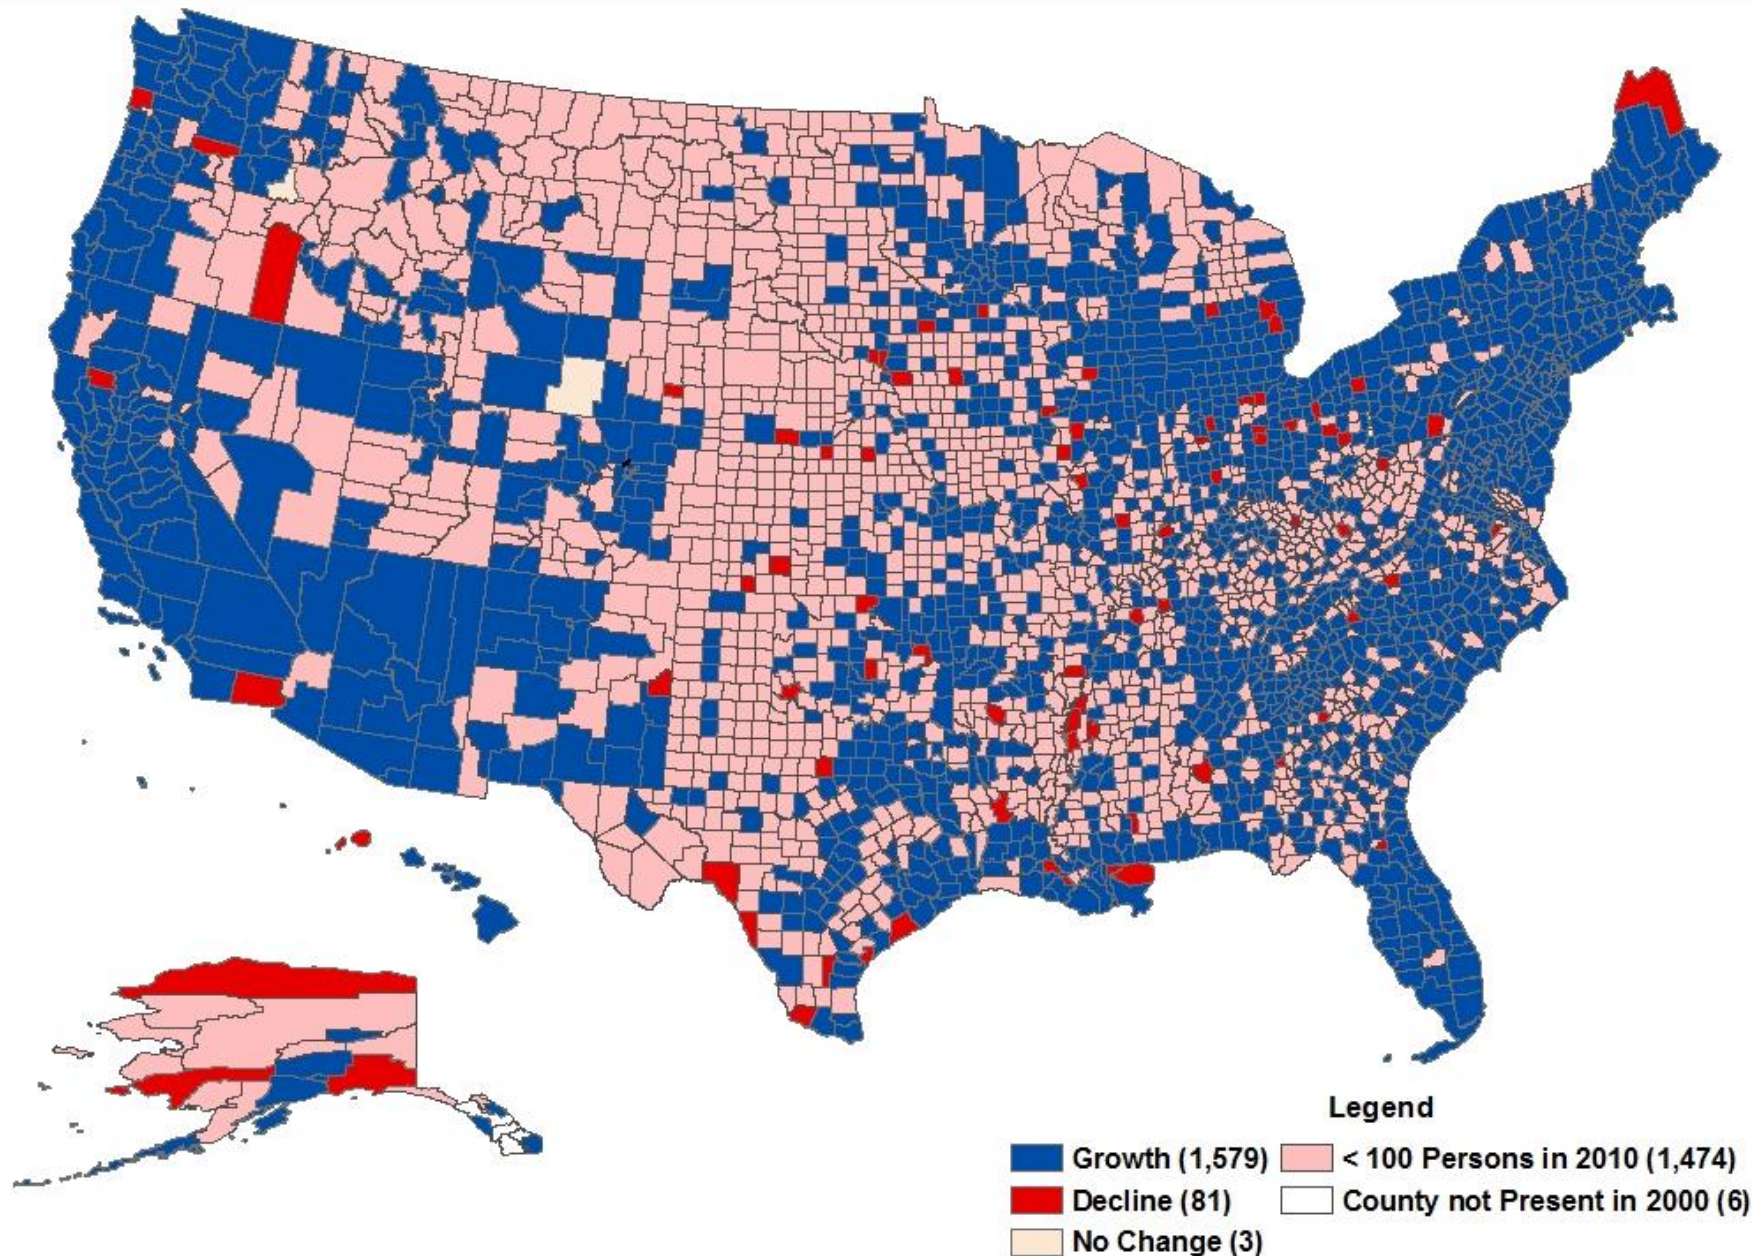 Legend
Growth (1,579)
< 100 Persons in 2010 (1,474)
Decline (81)
County not Present in 2000 (6)
No Change (3)